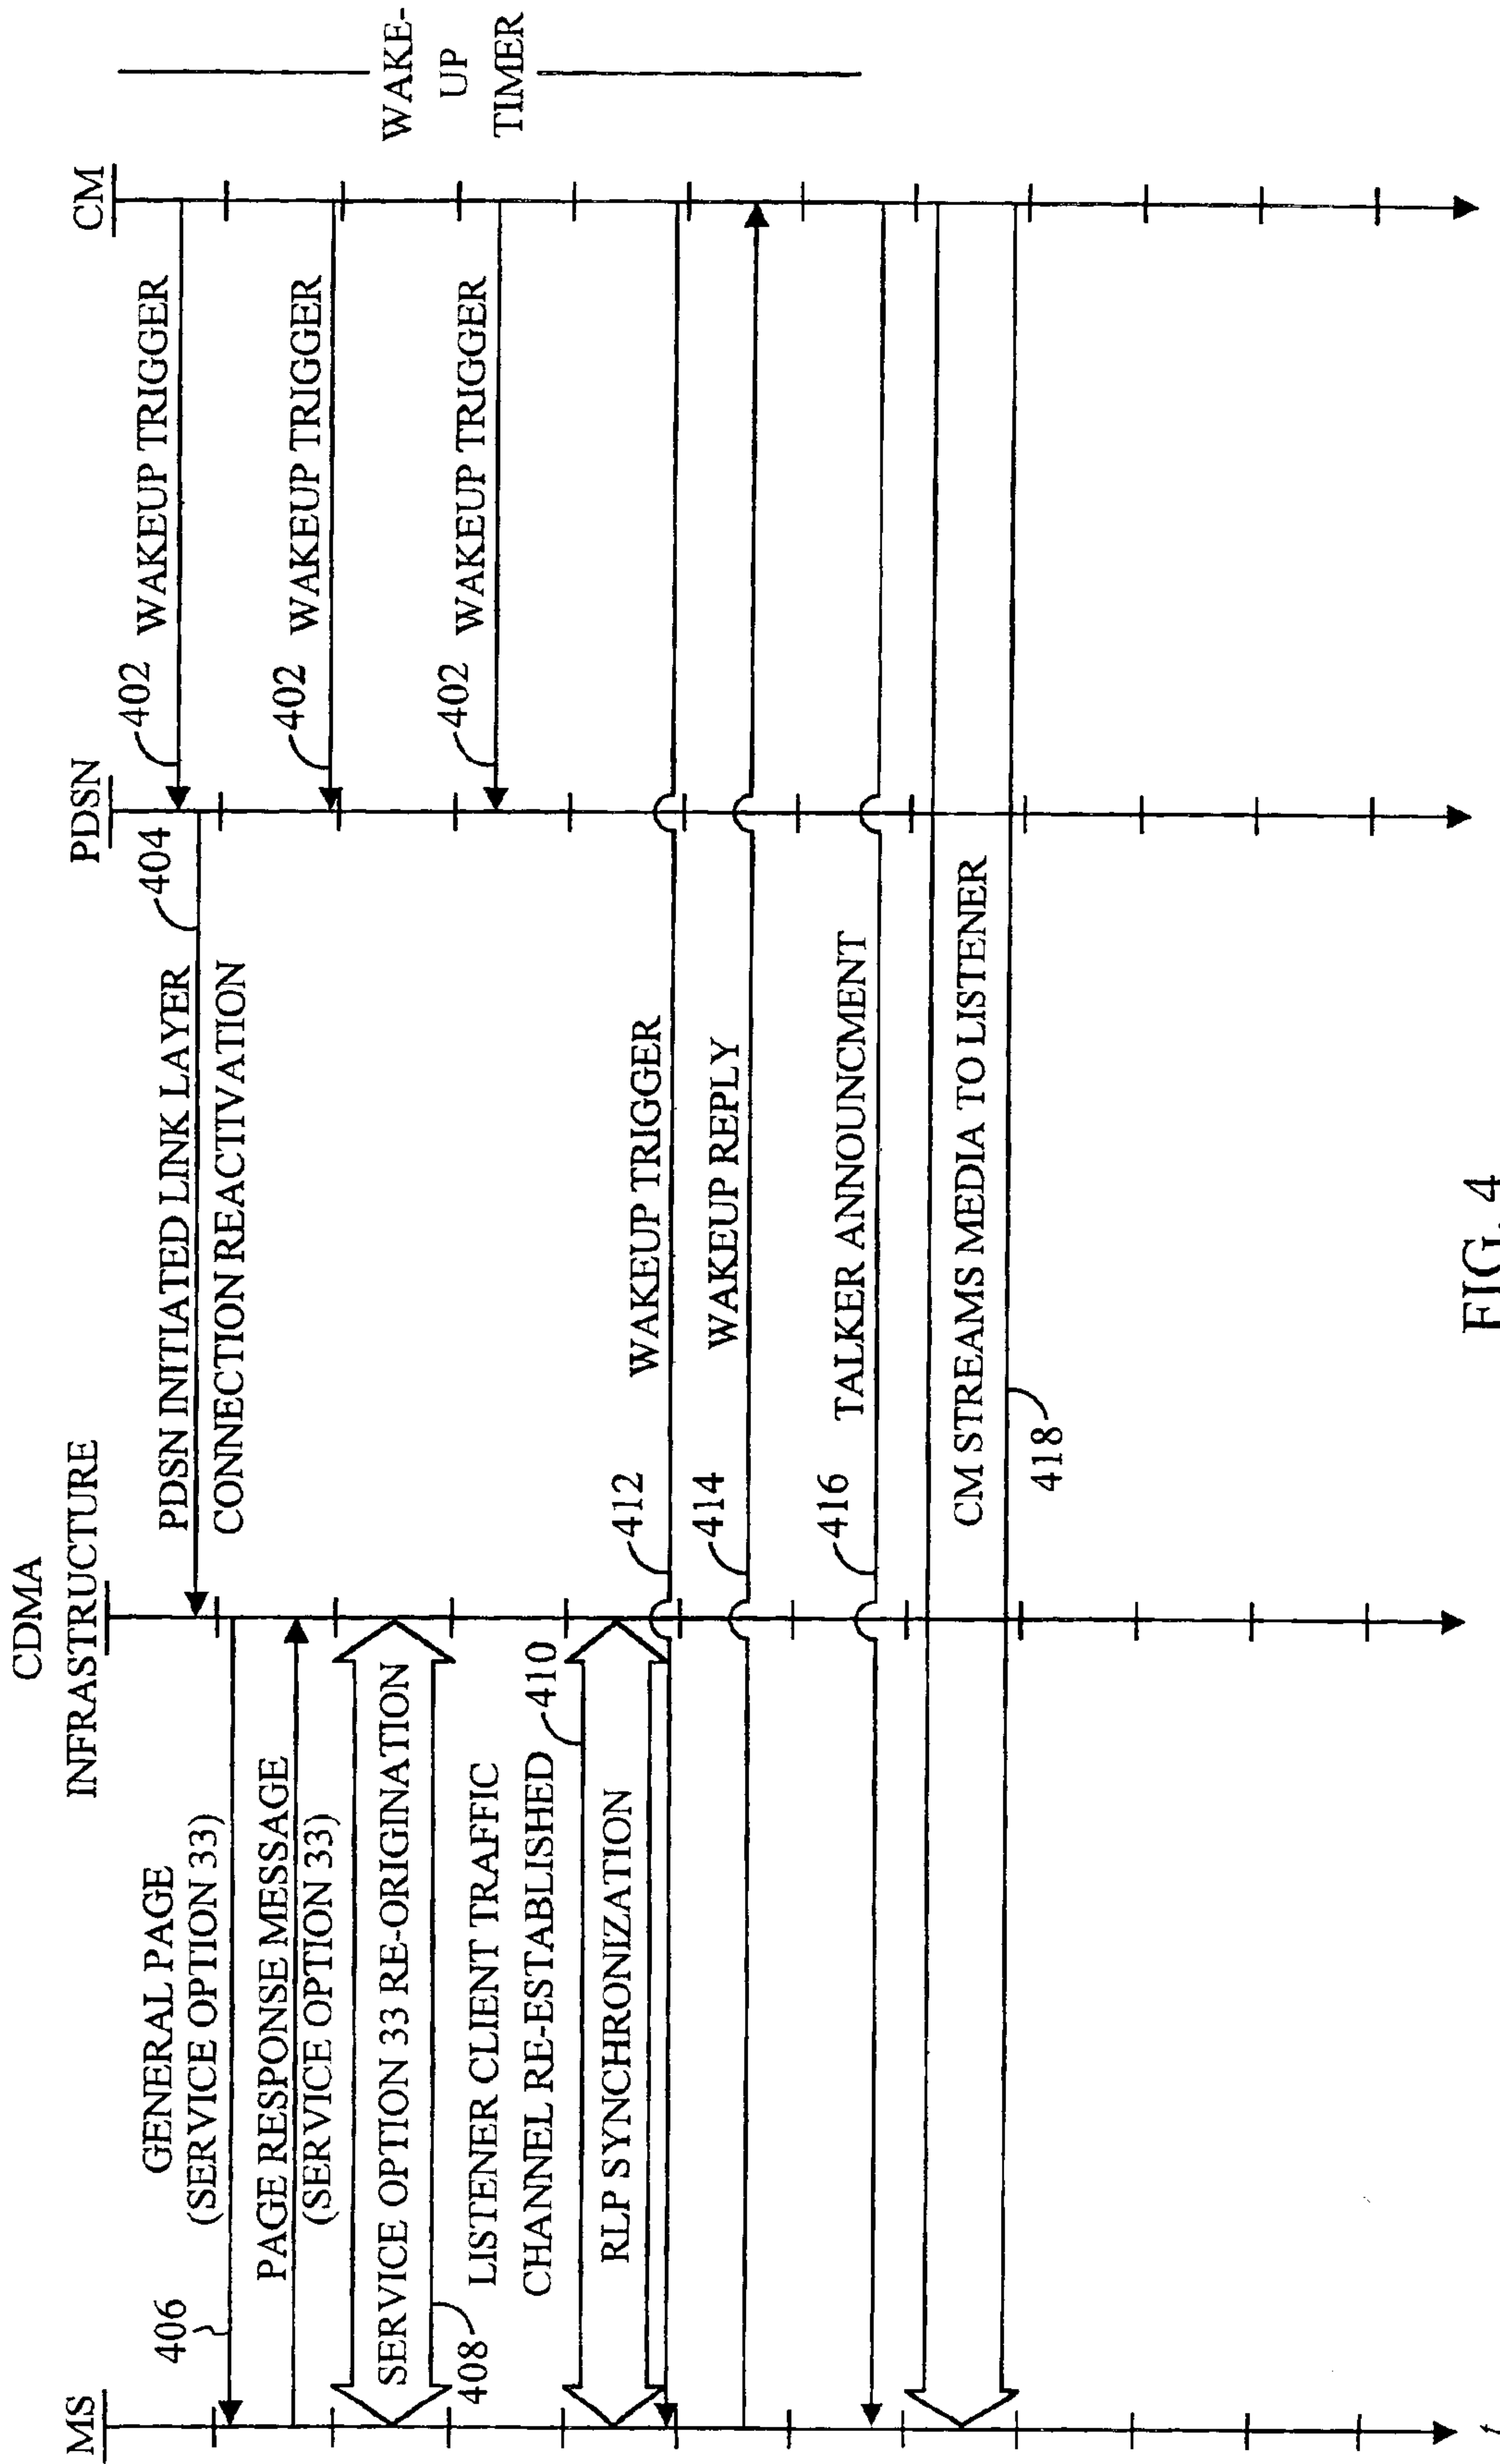 MS
CDMA
INFRASTRUCTURE
PDSN
CM
402
WAKEUP TRIGGER
404
PDSN INITIATED LINK LAYER
CONNECTION REACTIVATION
406
GENERAL PAGE
(SERVICE OPTION 33)
PAGE RESPONSE MESSAGE
(SERVICE OPTION 33)
402
WAKEUP TRIGGER
SERVICE OPTION 33 RE-ORIGINATION
408
402
WAKEUP TRIGGER
LISTENER CLIENT TRAFFIC
CHANNEL RE-ESTABLISHED
410
RLP SYNCHRONIZATION
412
WAKEUP TRIGGER
414
WAKEUP REPLY
416
TALKER ANNOUNCMENT
CM STREAMS MEDIA TO LISTENER
418
WAKE-
UP
TIMER
t
FIG. 4